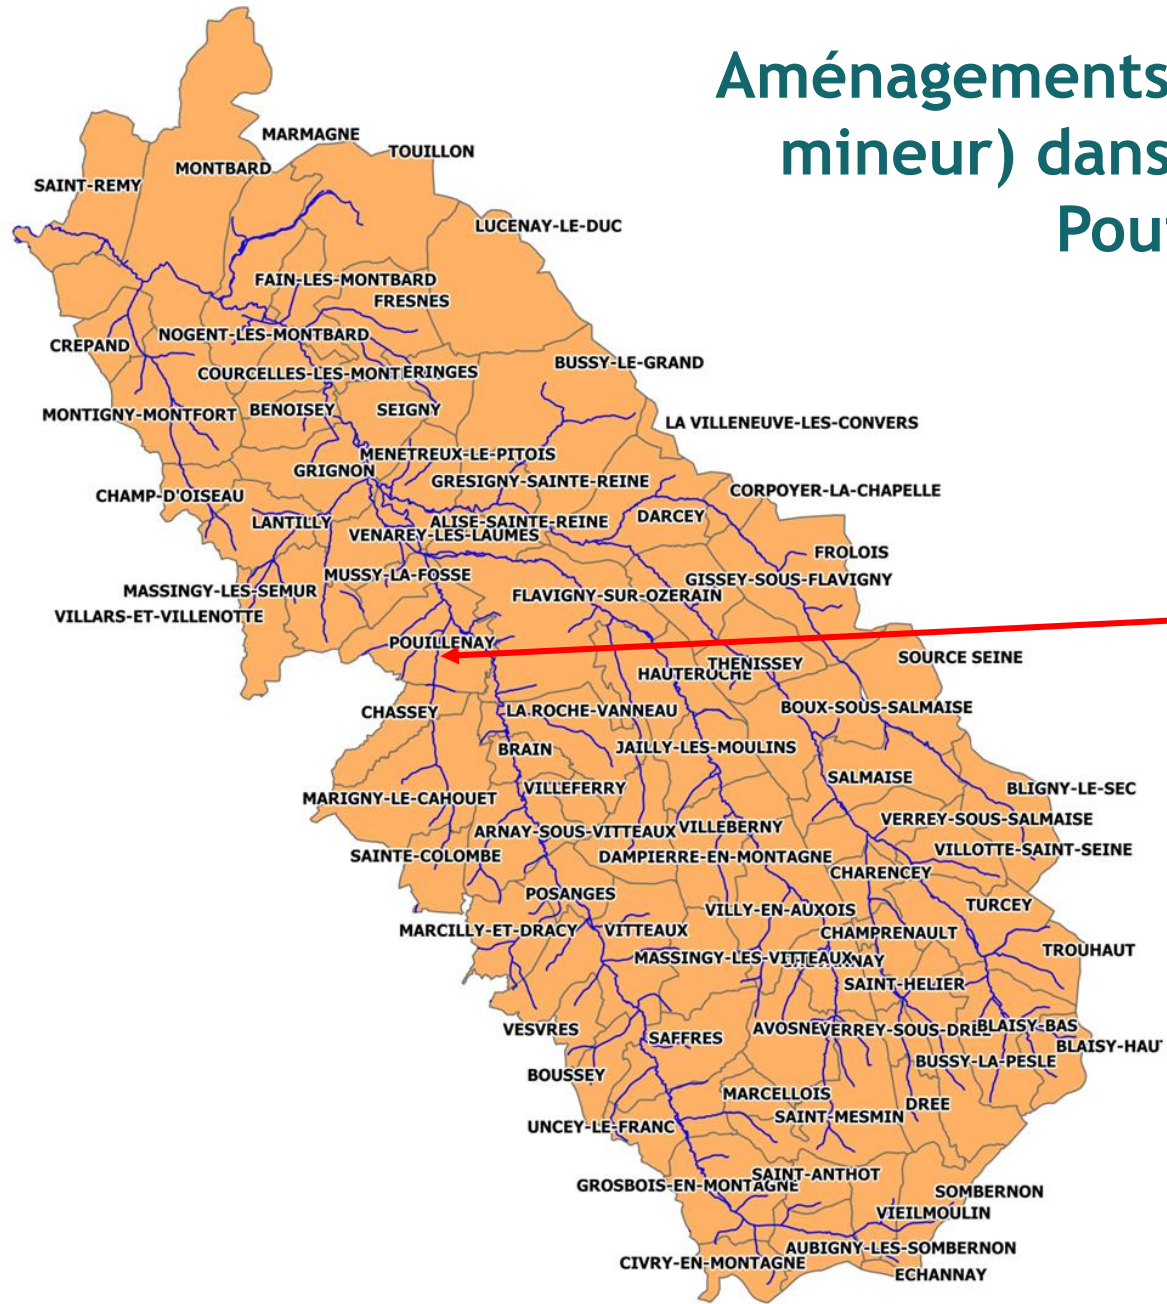 Aménagements
mineur) dans
MARMAGNE
TOUILLON
MONTBARD
SAINT-REMY
LUCENAY-LE-DUC
FAIN-LES-MONTBARD
FRESNES
NOGENT-LES-MONTBARD
CREPAND
BUSSY-LE-GRAND
ERINGES
BENOISEY
SEIGNY
MONTIGNY-MONTFORT
LA VILLENEUVE-LES-CONVERS
MENETREUX-LE-PITOIS
GRIGNON
GRESIGNY-SAINTE-REINE
CORPOYER-LA-CHAPELLE
CHAMP-D'OISEAU
LANTILLY
ALISE-SAINTE-REINE
DARCEY
VENAREY-LES-LAUMES
FROLOIS
MUSSY-LA-FOSSE
GISSEY-SOUS-FLAVIGNY
MASSINGY-LES-SEMUR
FLAVIGNY-SUR-OZERAIN
VILLARS-ET-VILLENOTTE
POUILLENAY
SOURCE SEINE
THENISSEY
HAUTEROCHE
CHASSEY
LA ROCHE-VANNEAU
BOUX-SOUS-SALMAISE
BRAIN
JAILLY-LES-MOULINS
SALMAISE
VILLEFERRY
BLIGNY-LE-SEC
MARIGNY-LE-CAHOUET
VERREY-SOUS-SALMAISE
ARNAY-SOUS-VITTEAUX
VILLEBERNY
SAINTE-COLOMBE
DAMPIERRE-EN-MONTAGNE
VILLOTTE-SAINT-SEINE
CHARENCEY
POSANGES
VILLY-EN-AUXOIS
TURCEY
MARCILLY-ET-DRACY
VITTEAUX
CHAMPRENAULT
TROUHAUT
MASSINGY-LES-VITTEAUX
SAINT-HELIER
VESVRES
SAFFRES
AVOSNE
VERREY-SOUS-DREE
BLAISY-BAS
BLAISY-HAUT
BOUSSEY
BUSSY-LA-PESLE
MARCELLOIS
DREE
UNCEY-LE-FRANC
SAINT-MESMIN
SAINT-ANTHOT
GROSBOIS-EN-MONTAGNE
SOMBERNON
VIEILMOULIN
AUBIGNY-LES-SOMBERNON
CIVRY-EN-MONTAGNE
ECHANNAY